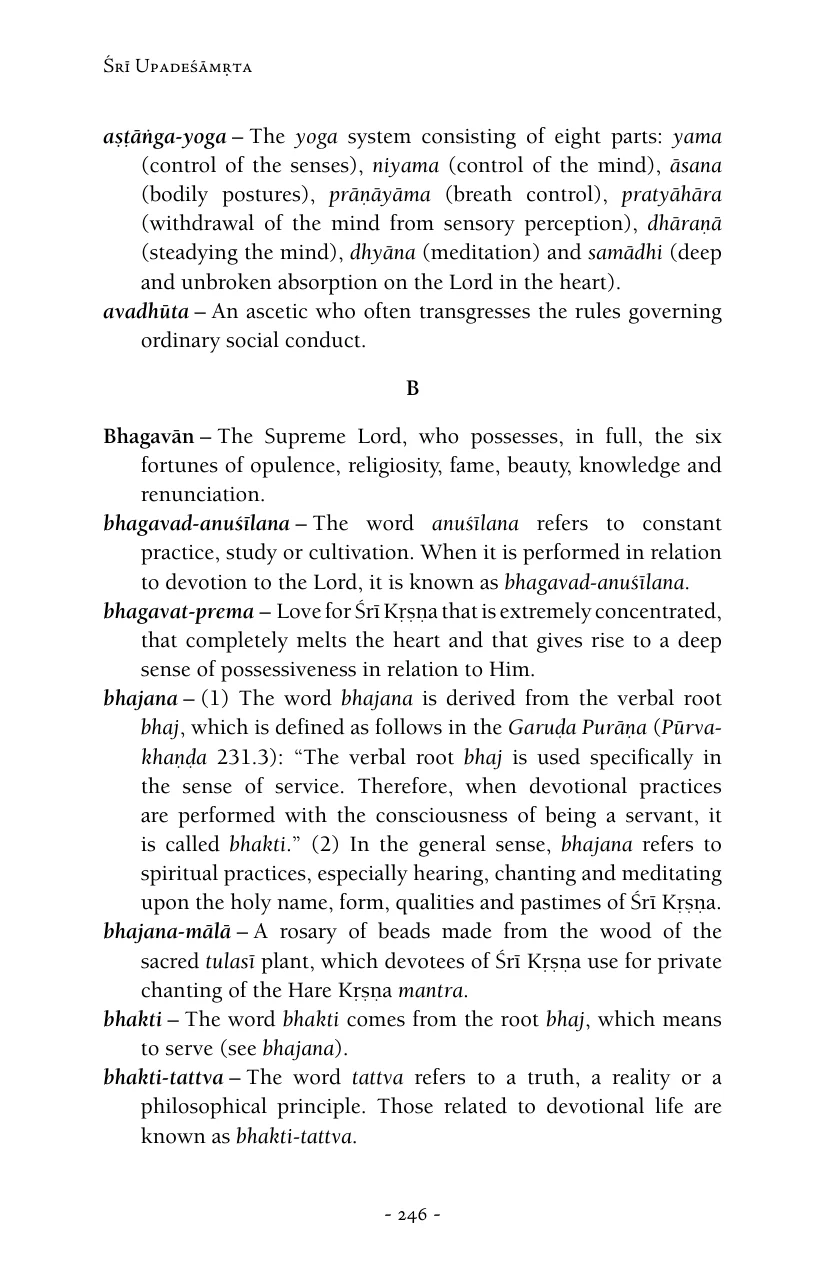 Śrī Upadeśāmṛta
aṣṭāṅga-yoga – The yoga system consisting of eight parts: yama
(control of the senses), niyama (control of the mind), āsana
(bodily postures), prāṇāyāma (breath control), pratyāhāra
(withdrawal of the mind from sensory perception), dhāraṇā
(steadying the mind), dhyāna (meditation) and samādhi (deep
and unbroken absorption on the Lord in the heart).
avadhūta – An ascetic who often transgresses the rules governing
ordinary social conduct.
B
Bhagavān – The Supreme Lord, who possesses, in full, the six
fortunes of opulence, religiosity, fame, beauty, knowledge and
renunciation.
bhagavad-anuśīlana – The word anuśīlana refers to constant
practice, study or cultivation. When it is performed in relation
to devotion to the Lord, it is known as bhagavad-anuśīlana.
bhagavat-prema – Love for Śrī Kṛṣṇa that is extremely concentrated,
that completely melts the heart and that gives rise to a deep
sense of possessiveness in relation to Him.
bhajana – (1) The word bhajana is derived from the verbal root
bhaj, which is defined as follows in the Garuḍa Purāṇa (Pūrva-
khaṇḍa 231.3): “The verbal root bhaj is used specifically in
the sense of service. Therefore, when devotional practices
are performed with the consciousness of being a servant, it
is called bhakti.” (2) In the general sense, bhajana refers to
spiritual practices, especially hearing, chanting and meditating
upon the holy name, form, qualities and pastimes of Śrī Kṛṣṇa.
bhajana-mālā – A rosary of beads made from the wood of the
sacred tulasī plant, which devotees of Śrī Kṛṣṇa use for private
chanting of the Hare Kṛṣṇa mantra.
bhakti – The word bhakti comes from the root bhaj, which means
to serve (see bhajana).
bhakti-tattva – The word tattva refers to a truth, a reality or a
philosophical principle. Those related to devotional life are
known as bhakti-tattva.
- 246 -